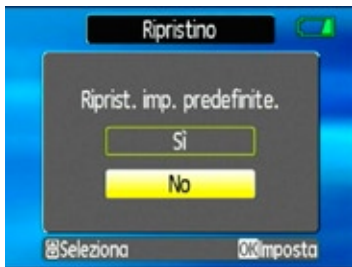 Ripristino
Riprist. imp. predefinite.
Sì
No
Seleziona OK Imposta